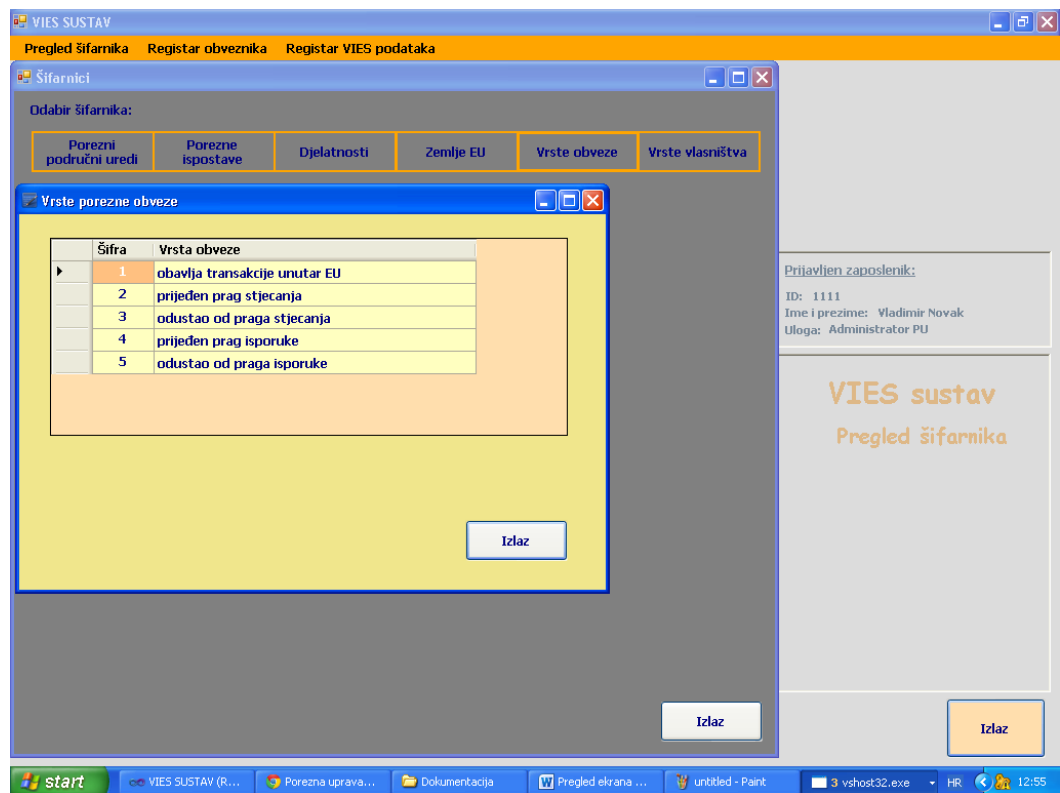 VIES SUSTAV
Pregled šifarnika Registar obveznika Registar VIES podataka
Šifarnici
Odabir šifarnika:
Porezni područni uredi
Porezne ispostave
Djelatnosti
Zemlje EU
Vrste obveze
Vrste vlasništva
Vrste porezne obveze
Šifra Vrsta obveze
1 obavlja transakcije unutar EU
2 prijeđen prag stjecanja
3 odustao od praga stjecanja
4 prijeđen prag isporuke
5 odustao od praga isporuke
Izlaz
Izlaz
Prijavljen zaposlenik:
ID: 1111
Ime i prezime: Vladimir Novak
Uloga: Administrator PU
VIES sustav
Pregled šifarnika
Izlaz
start VIES SUSTAV (R... Porezna uprava... Dokumentacija Pregled ekrana ... untitled - Paint 3 vshost32.exe HR 12:55